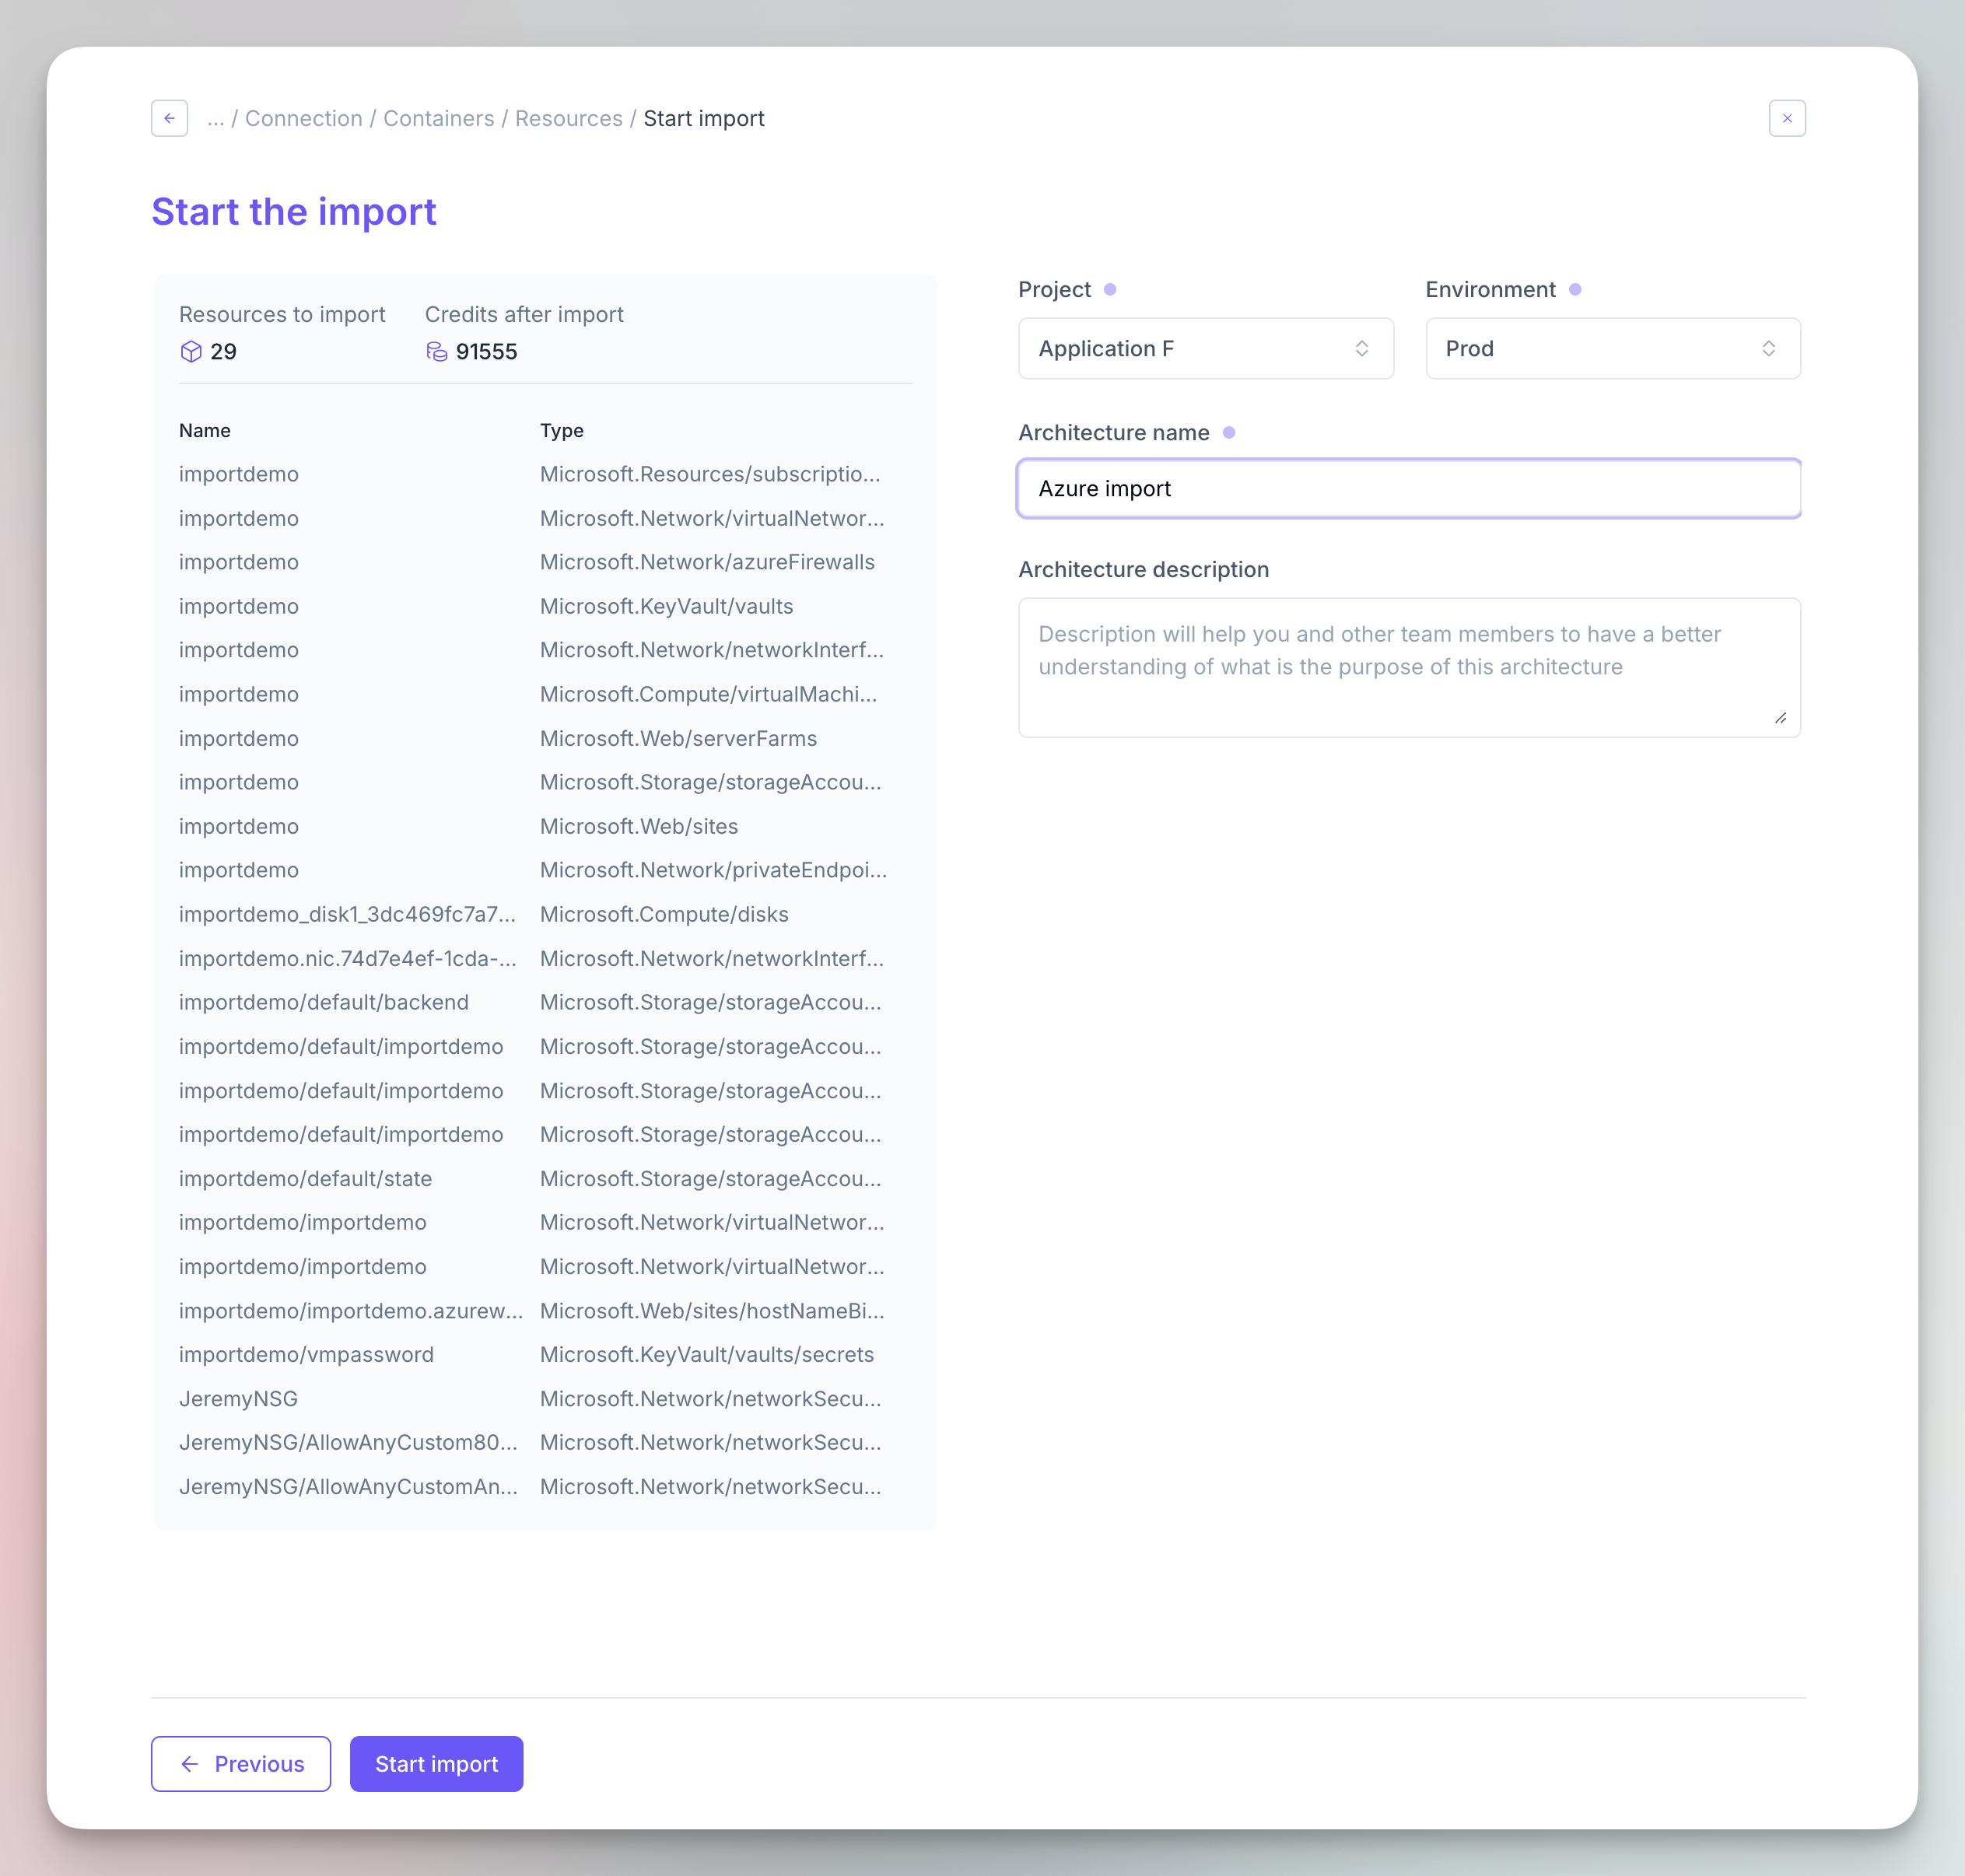 ... / Connection / Containers / Resources / Start import
Start the import
Resources to import Credits after import
29 91555
Name Type
importdemo Microsoft.Resources/subscriptio...
importdemo Microsoft.Network/virtualNetwor...
importdemo Microsoft.Network/azureFirewalls
importdemo Microsoft.KeyVault/vaults
importdemo Microsoft.Network/networkInterf...
importdemo Microsoft.Compute/virtualMachi...
importdemo Microsoft.Web/serverFarms
importdemo Microsoft.Storage/storageAccou...
importdemo Microsoft.Web/sites
importdemo Microsoft.Network/privateEndpoi...
importdemo_disk1_3dc469fc7a7... Microsoft.Compute/disks
importdemo.nic.74d7e4ef-1cda-... Microsoft.Network/networkInterf...
importdemo/default/backend Microsoft.Storage/storageAccou...
importdemo/default/importdemo Microsoft.Storage/storageAccou...
importdemo/default/importdemo Microsoft.Storage/storageAccou...
importdemo/default/importdemo Microsoft.Storage/storageAccou...
importdemo/default/state Microsoft.Storage/storageAccou...
importdemo/importdemo Microsoft.Network/virtualNetwor...
importdemo/importdemo Microsoft.Network/virtualNetwor...
importdemo/importdemo.azurew... Microsoft.Web/sites/hostNameBi...
importdemo/vmpassword Microsoft.KeyVault/vaults/secrets
JeremyNSG Microsoft.Network/networkSecu...
JeremyNSG/AllowAnyCustom80... Microsoft.Network/networkSecu...
JeremyNSG/AllowAnyCustomAn... Microsoft.Network/networkSecu...
Project Environment
Application F Prod
Architecture name
Azure import
Architecture description
Description will help you and other team members to have a better
understanding of what is the purpose of this architecture
Previous Start import